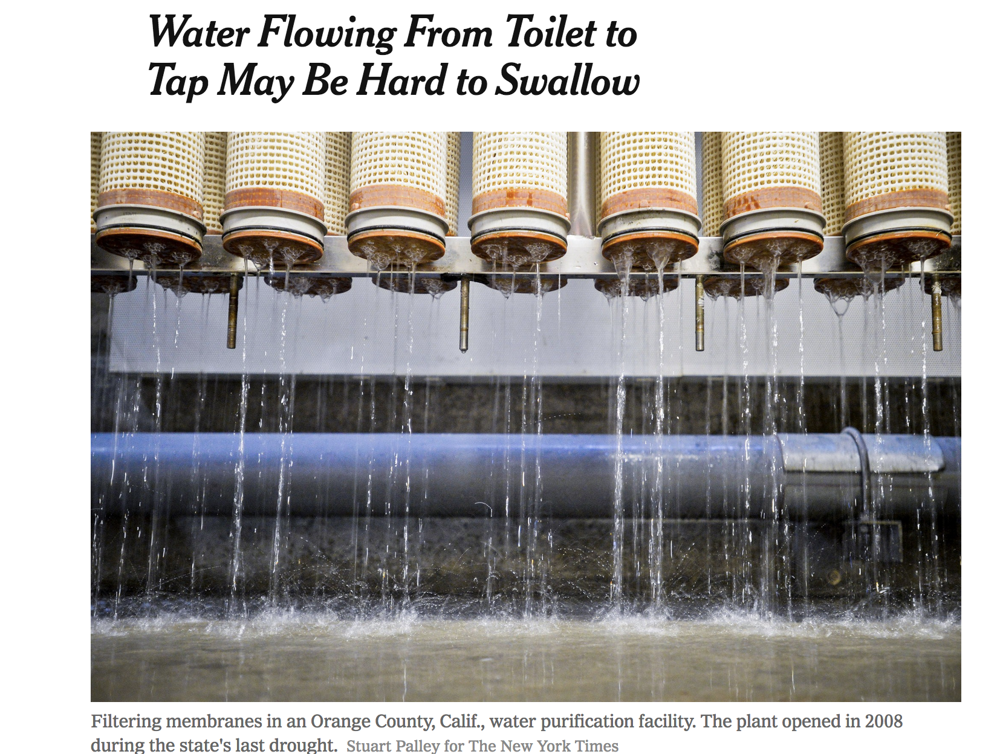 Water Flowing From Toilet to
Tap May Be Hard to Swallow
Filtering membranes in an Orange County, Calif., water purification facility. The plant opened in 2008
during the state's last drought. Stuart Palley for The New York Times